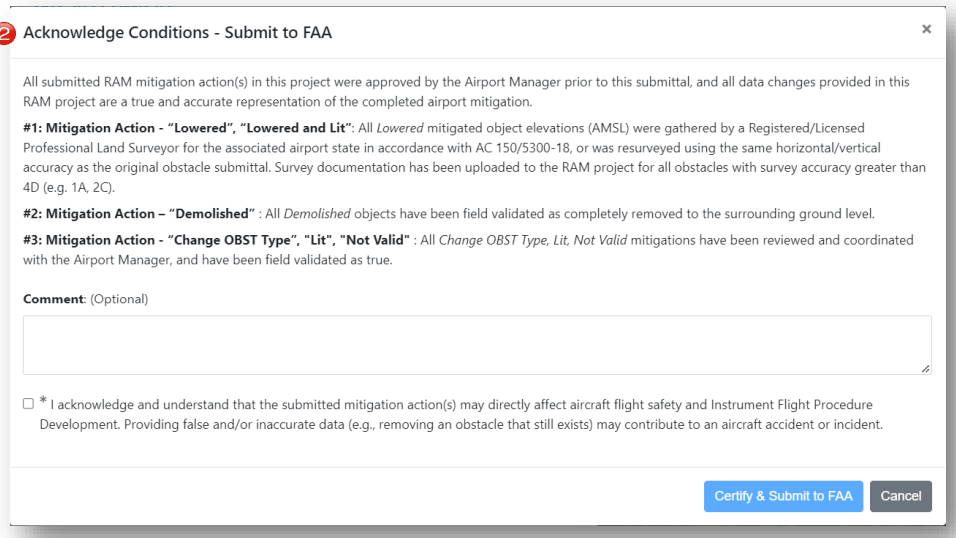 2 Acknowledge Conditions - Submit to FAA ×
All submitted RAM mitigation action(s) in this project were approved by the Airport Manager prior to this submittal, and all data changes provided in this
RAM project are a true and accurate representation of the completed airport mitigation.
#1: Mitigation Action - “Lowered”, “Lowered and Lit”: All Lowered mitigated object elevations (AMSL) were gathered by a Registered/Licensed
Professional Land Surveyor for the associated airport state in accordance with AC 150/5300-18, or was resurveyed using the same horizontal/vertical
accuracy as the original obstacle submittal. Survey documentation has been uploaded to the RAM project for all obstacles with survey accuracy greater than
4D (e.g. 1A, 2C).
#2: Mitigation Action – “Demolished” : All Demolished objects have been field validated as completely removed to the surrounding ground level.
#3: Mitigation Action - “Change OBST Type”, "Lit", "Not Valid" : All Change OBST Type, Lit, Not Valid mitigations have been reviewed and coordinated
with the Airport Manager, and have been field validated as true.
Comment: (Optional)
* I acknowledge and understand that the submitted mitigation action(s) may directly affect aircraft flight safety and Instrument Flight Procedure
Development. Providing false and/or inaccurate data (e.g., removing an obstacle that still exists) may contribute to an aircraft accident or incident.
Certify & Submit to FAA Cancel